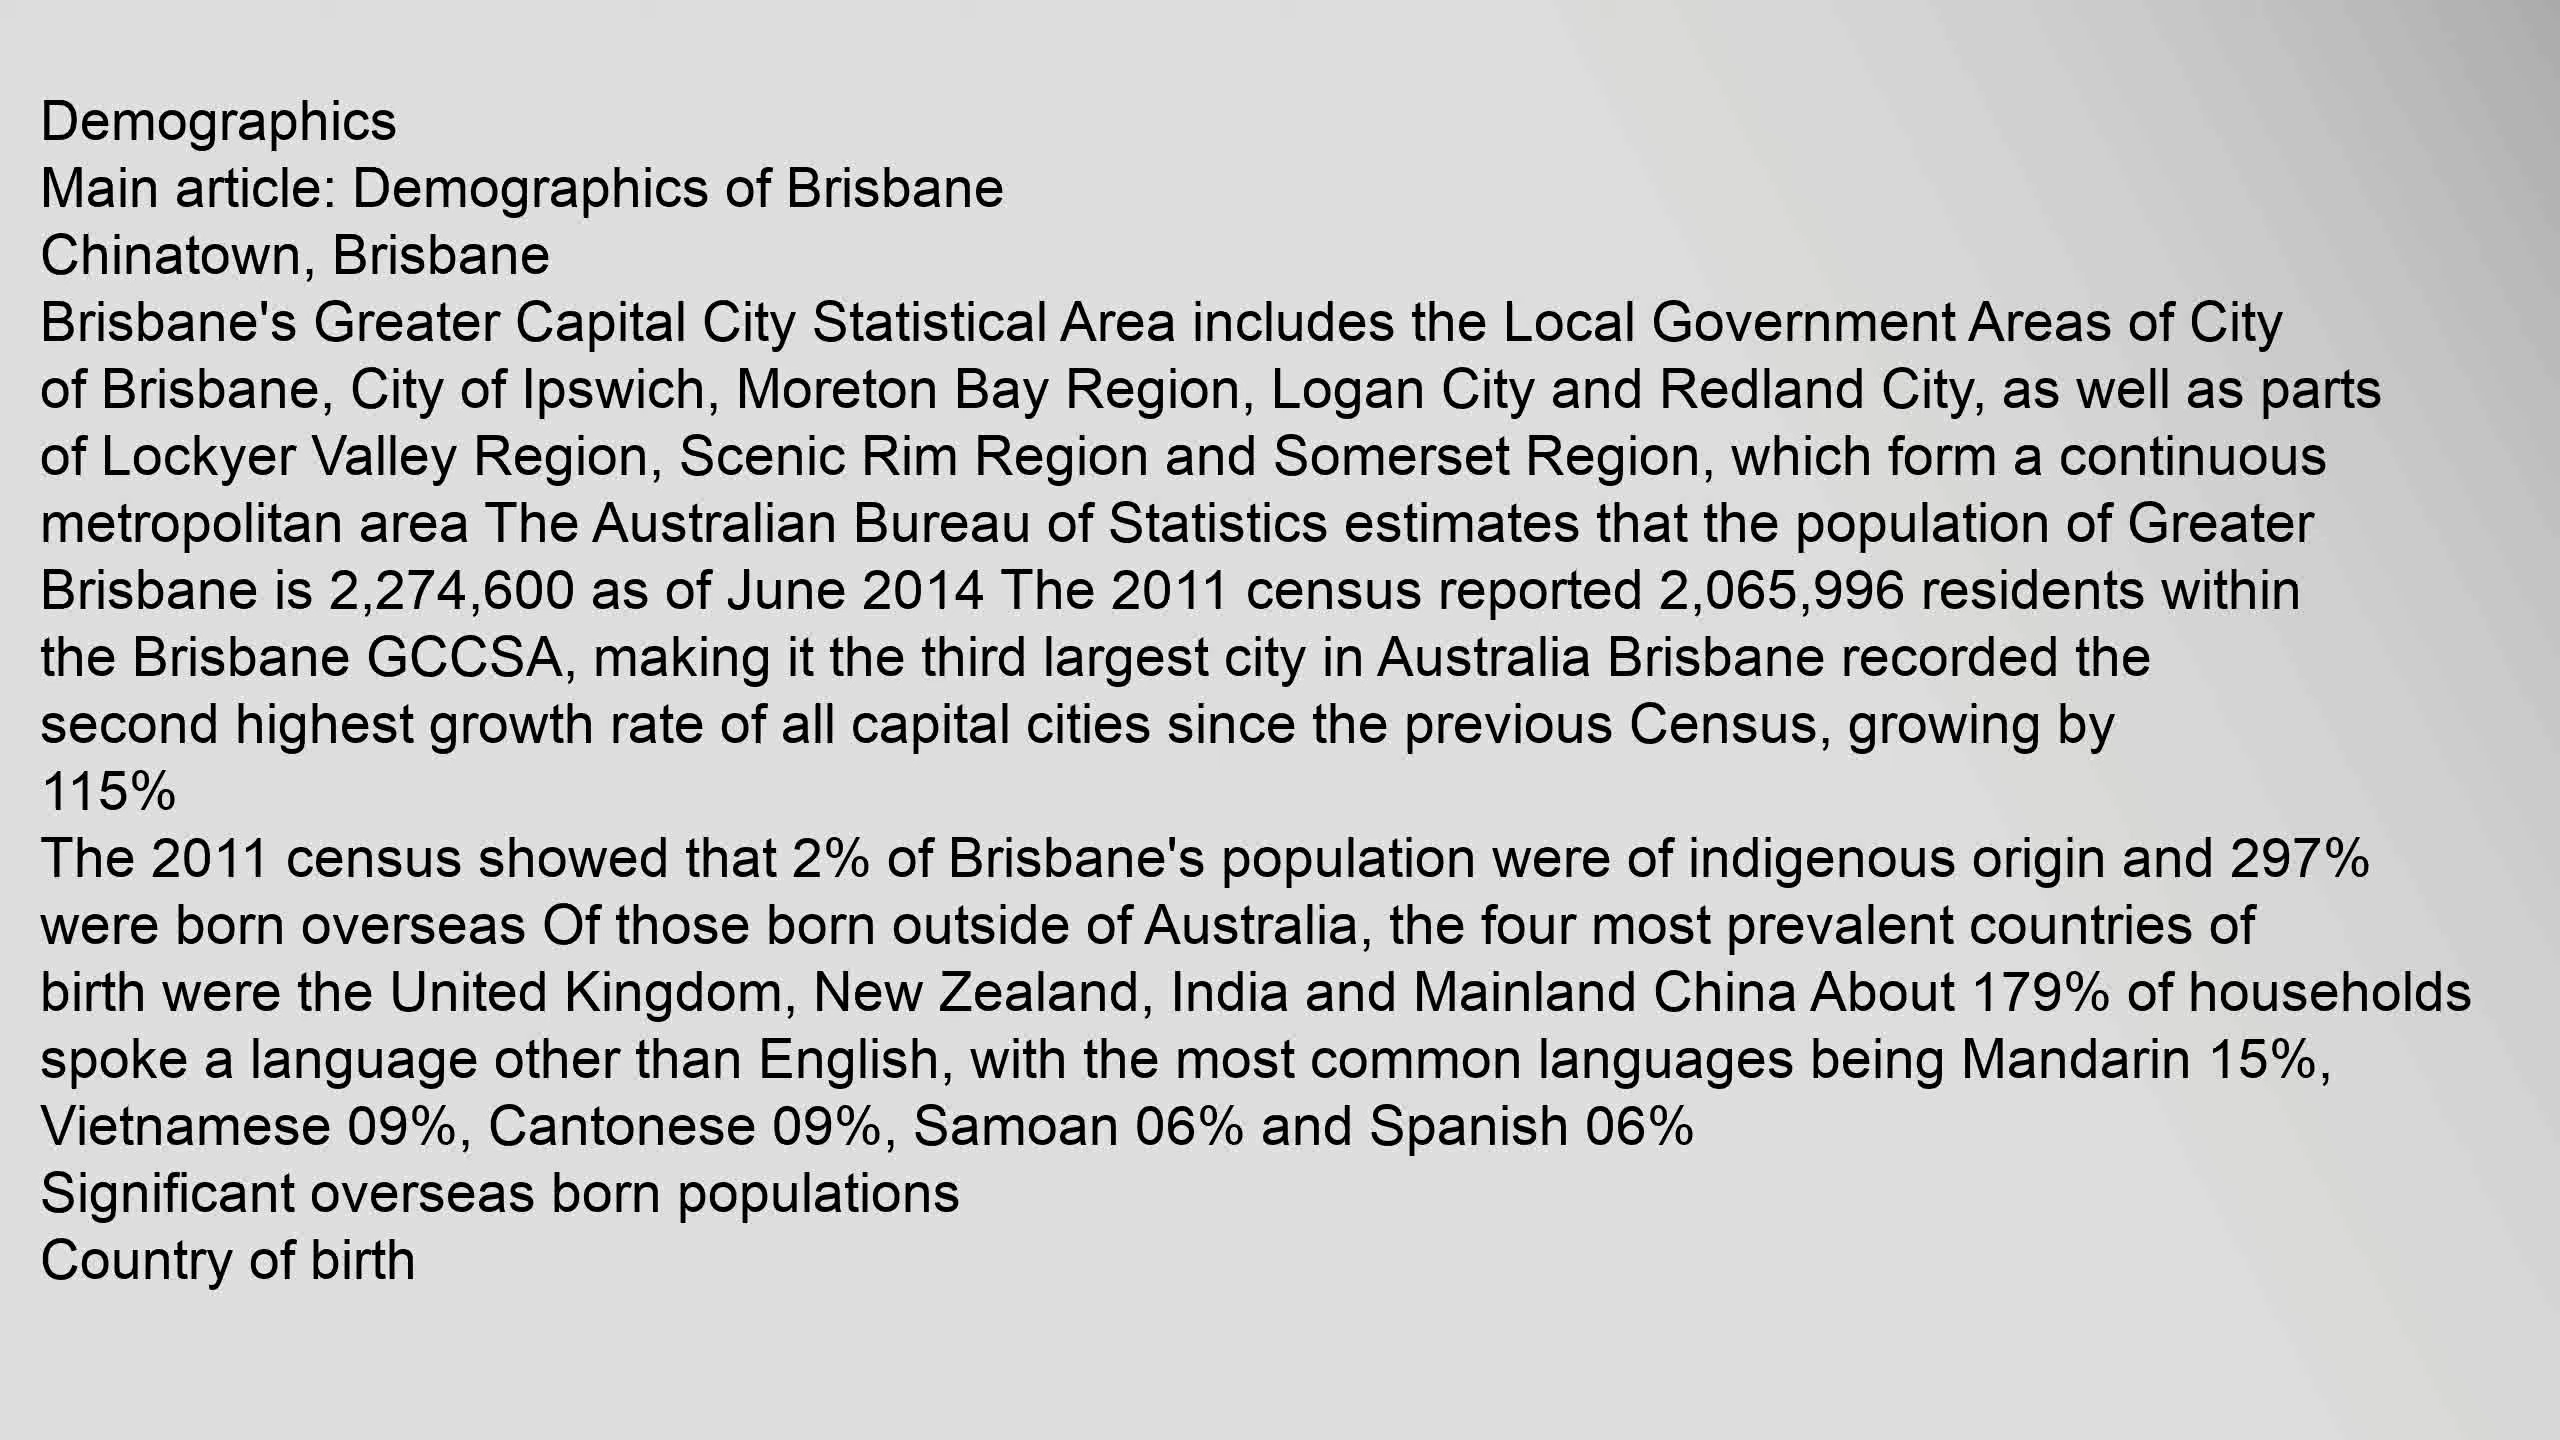 Demographics
Main article: Demographics of Brisbane
Chinatown, Brisbane
Brisbane's Greater Capital City Statistical Area includes the Local Government Areas of City
of Brisbane, City of Ipswich, Moreton Bay Region, Logan City and Redland City, as well as parts
of Lockyer Valley Region, Scenic Rim Region and Somerset Region, which form a continuous
metropolitan area The Australian Bureau of Statistics estimates that the population of Greater
Brisbane is 2,274,600 as of June 2014 The 2011 census reported 2,065,996 residents within
the Brisbane GCCSA, making it the third largest city in Australia Brisbane recorded the
second highest growth rate of all capital cities since the previous Census, growing by
115%
The 2011 census showed that 2% of Brisbane's population were of indigenous origin and 297%
were born overseas Of those born outside of Australia, the four most prevalent countries of
birth were the United Kingdom, New Zealand, India and Mainland China About 179% of households
spoke a language other than English, with the most common languages being Mandarin 15%,
Vietnamese 09%, Cantonese 09%, Samoan 06% and Spanish 06%
Significant overseas born populations
Country of birth